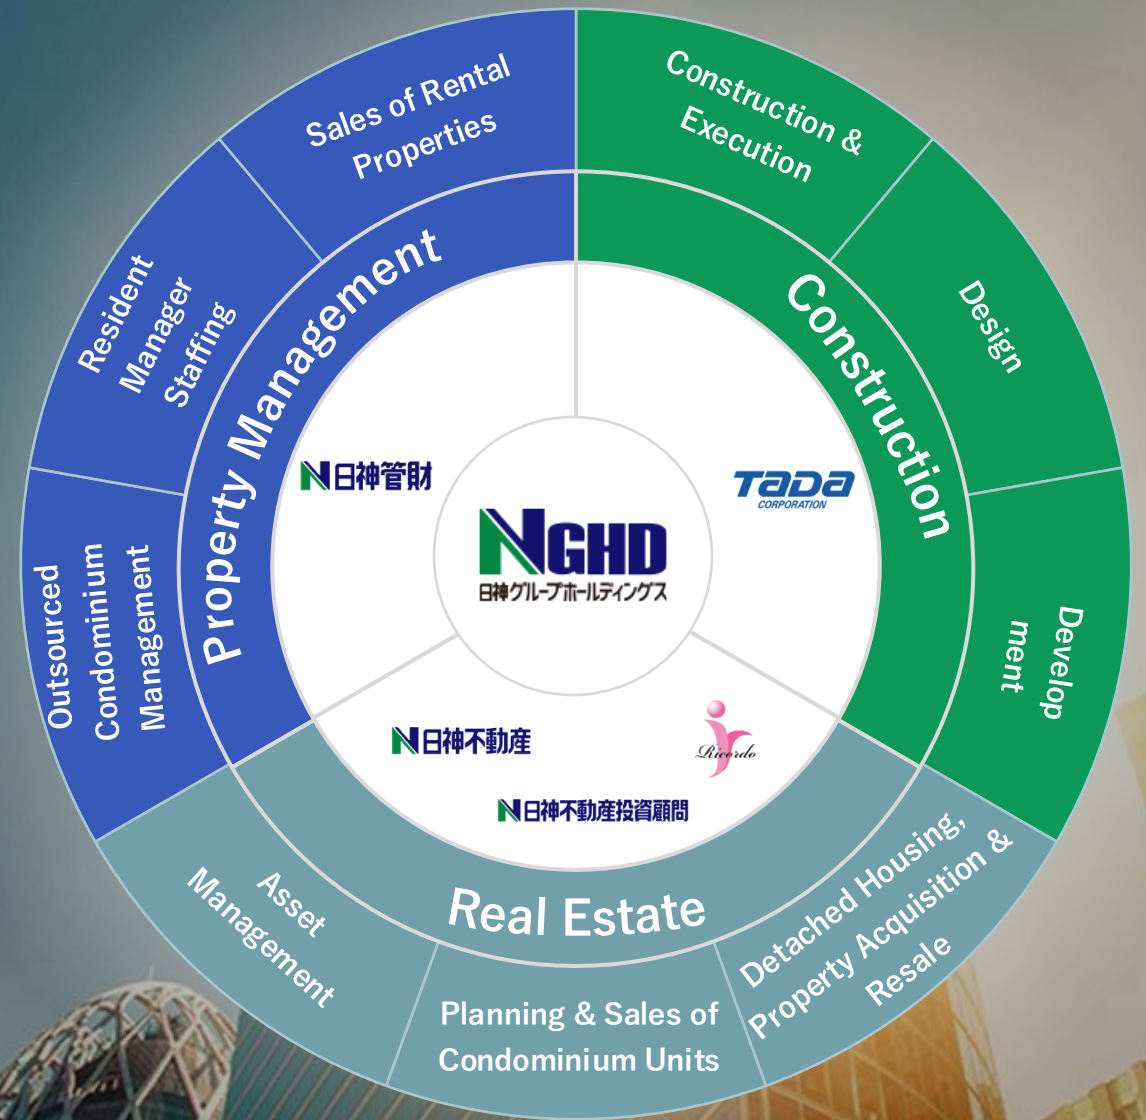 Sales of Rental
Properties
Construction &
Execution
Resident
Manager
Staffing
Property Management
Construction
Design
日神管財
TaDa
CORPORATION
NGHD
日神グループホールディングス
Outsourced
Condominium
Management
Develop
ment
日神不動産
Ricordo
日神不動産投資顧問
Real Estate
Asset
Management
Planning & Sales of
Condominium Units
Detached Housing,
Property Acquisition &
Resale